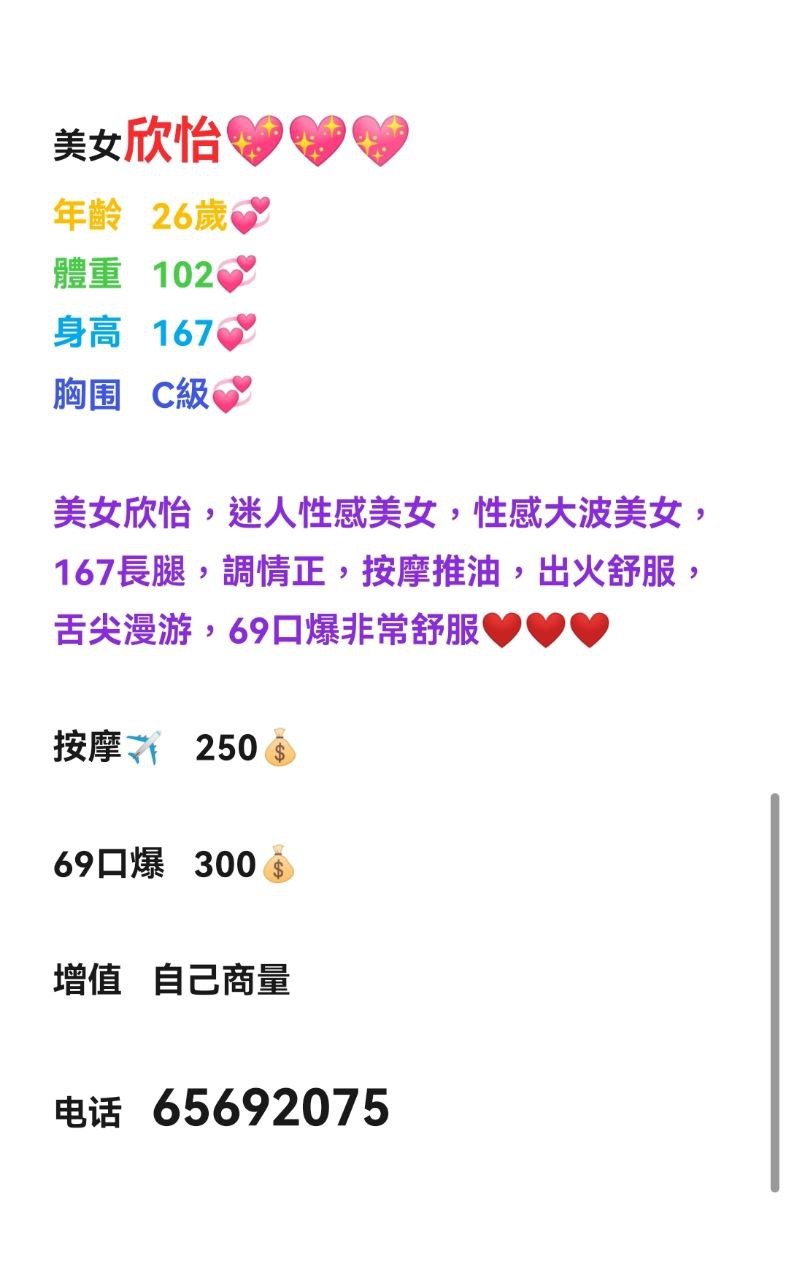 美女欣怡💖💖💖
年齡 26歲💞
體重 102💞
身高 167💞
胸围 C級💞
美女欣怡，迷人性感美女，性感大波美女，
167長腿，調情正，按摩推油，出火舒服，
舌尖漫游，69口爆非常舒服❤️❤️❤️
按摩✈️ 250💰
69口爆 300💰
增值 自己商量
电话 65692075